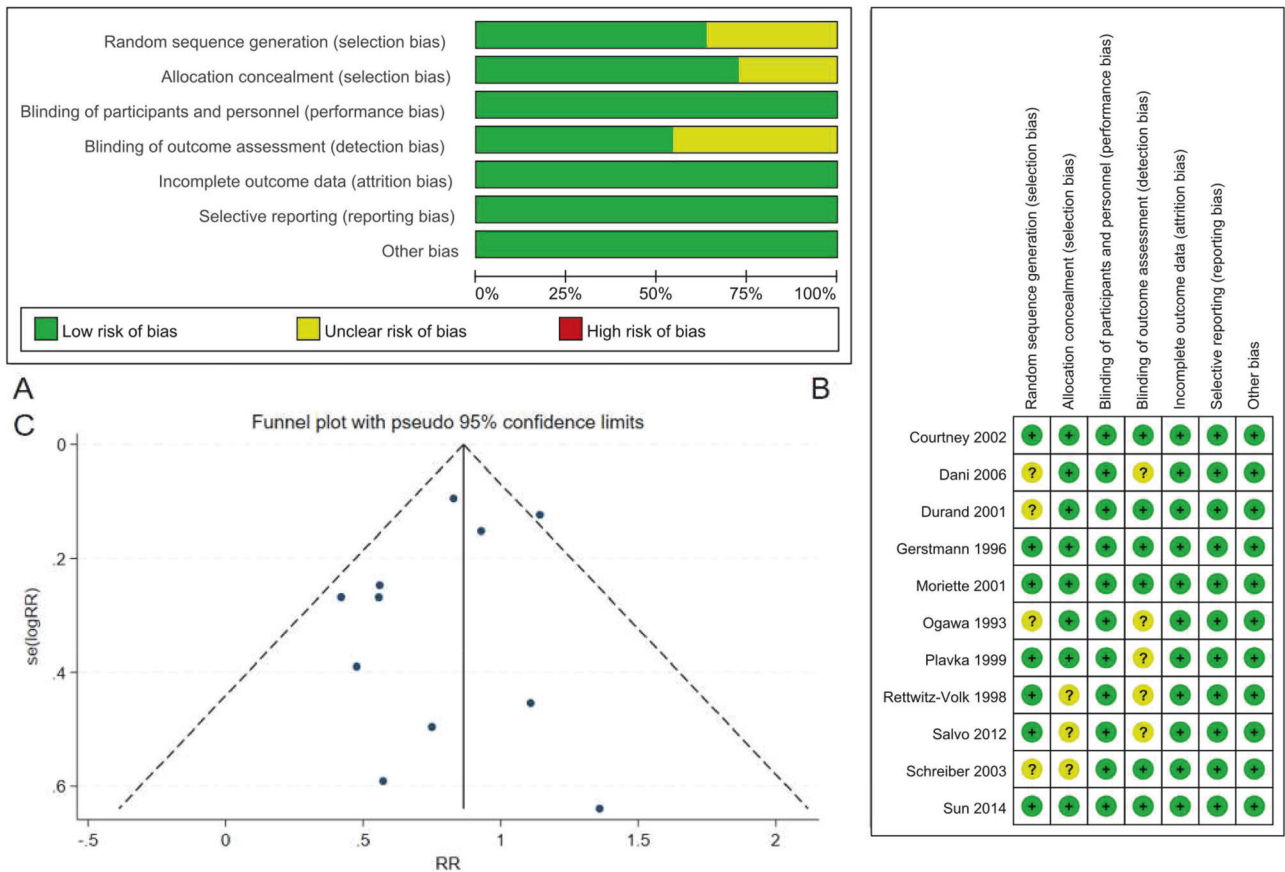 Random sequence generation (selection bias)
Allocation concealment (selection bias)
Blinding of participants and personnel (performance bias)
Blinding of outcome assessment (detection bias)
Incomplete outcome data (attrition bias)
Selective reporting (reporting bias)
Other bias
0% 25% 50% 75% 100%
Low risk of bias Unclear risk of bias High risk of bias
A
B
C
Funnel plot with pseudo 95% confidence limits
se(logRR)
0
.2
.4
.6
-.5 0 .5 1 1.5 2
RR
Random sequence generation (selection bias)
Allocation concealment (selection bias)
Blinding of participants and personnel (performance bias)
Blinding of outcome assessment (detection bias)
Incomplete outcome data (attrition bias)
Selective reporting (reporting bias)
Other bias
Courtney 2002 + + + + + + +
Dani 2006 ? + + ? + + +
Durand 2001 ? + + + + + +
Gerstmann 1996 + + + + + + +
Moriette 2001 + + + + + + +
Ogawa 1993 ? + + ? + + +
Plavka 1999 + + + ? + + +
Rettwitz-Volk 1998 + ? + ? + + +
Salvo 2012 + ? + ? + + +
Schreiber 2003 ? ? + + + + +
Sun 2014 + + + + + + +